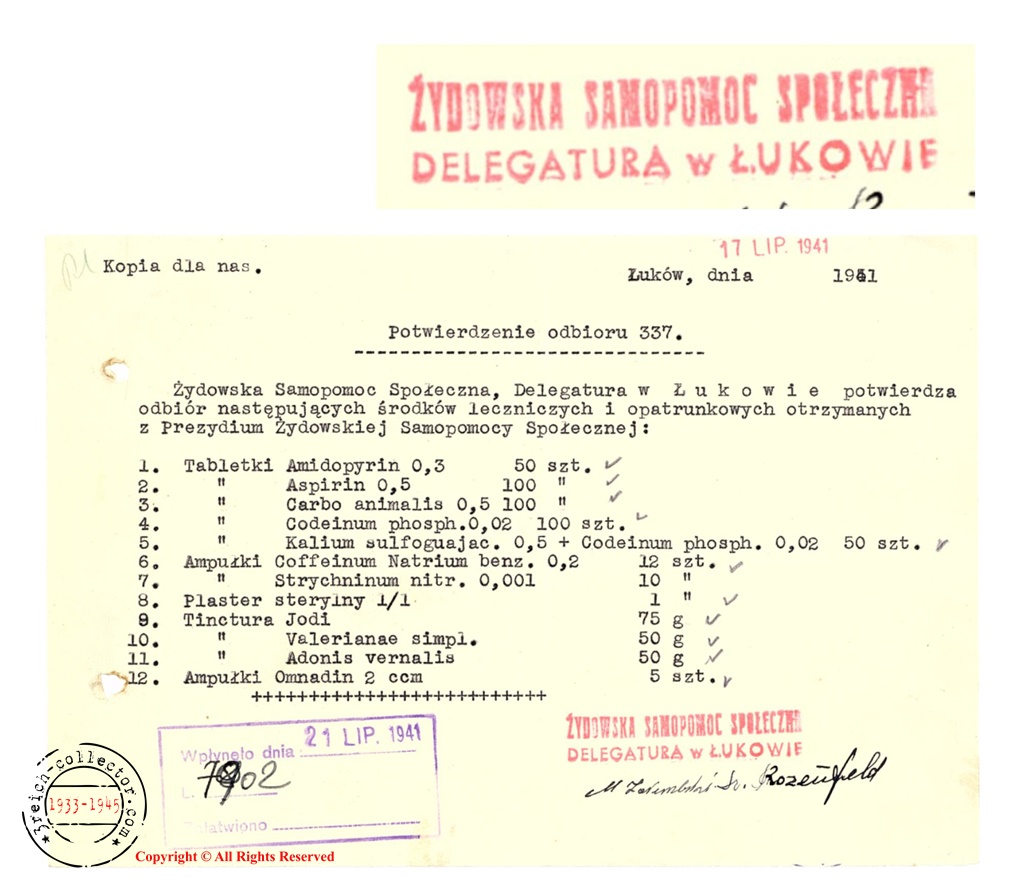 ŻYDOWSKA SAMOPOMOC SPOŁECZNA
DELEGATURA w ŁUKOWIE
17 LIP. 1941
Kopia dla nas.
Łuków, dnia 1941
Potwierdzenie odbioru 337.
------------------------------
Żydowska Samopomoc Społeczna, Delegatura w Ł u k o w i e potwierdza
odbiór następujących środków leczniczych i opatrunkowych otrzymanych
z Prezydium Żydowskiej Samopomocy Społecznej:
1. Tabletki Amidopyrin 0,3 50 szt. ✓
2. " Aspirin 0,5 100 " ✓
3. " Carbo animalis 0,5 100 " ✓
4. " Codeinum phosph.0,02 100 szt. ✓
5. " Kalium sulfoguajac. 0,5 + Codeinum phosph. 0,02 50 szt. ✓
6. Ampułki Coffeinum Natrium benz. 0,2 12 szt. ✓
7. " Strychninum nitr. 0,001 10 "
8. Plaster sterylny 1/1 1 " ✓
9. Tinctura Jodi 75 g ✓
10. " Valerianae simpl. 50 g ✓
11. " Adonis vernalis 50 g ✓
12. Ampułki Omnadin 2 ccm 5 szt. ✓
++++++++++++++++++++++++++
Wpłynęło dnia 21 LIP. 1941
L. 7902
Załatwiono
ŻYDOWSKA SAMOPOMOC SPOŁECZNA
DELEGATURA w ŁUKOWIE
Rozenfeld
3reich-collector.com
1933-1945
Copyright © All Rights Reserved